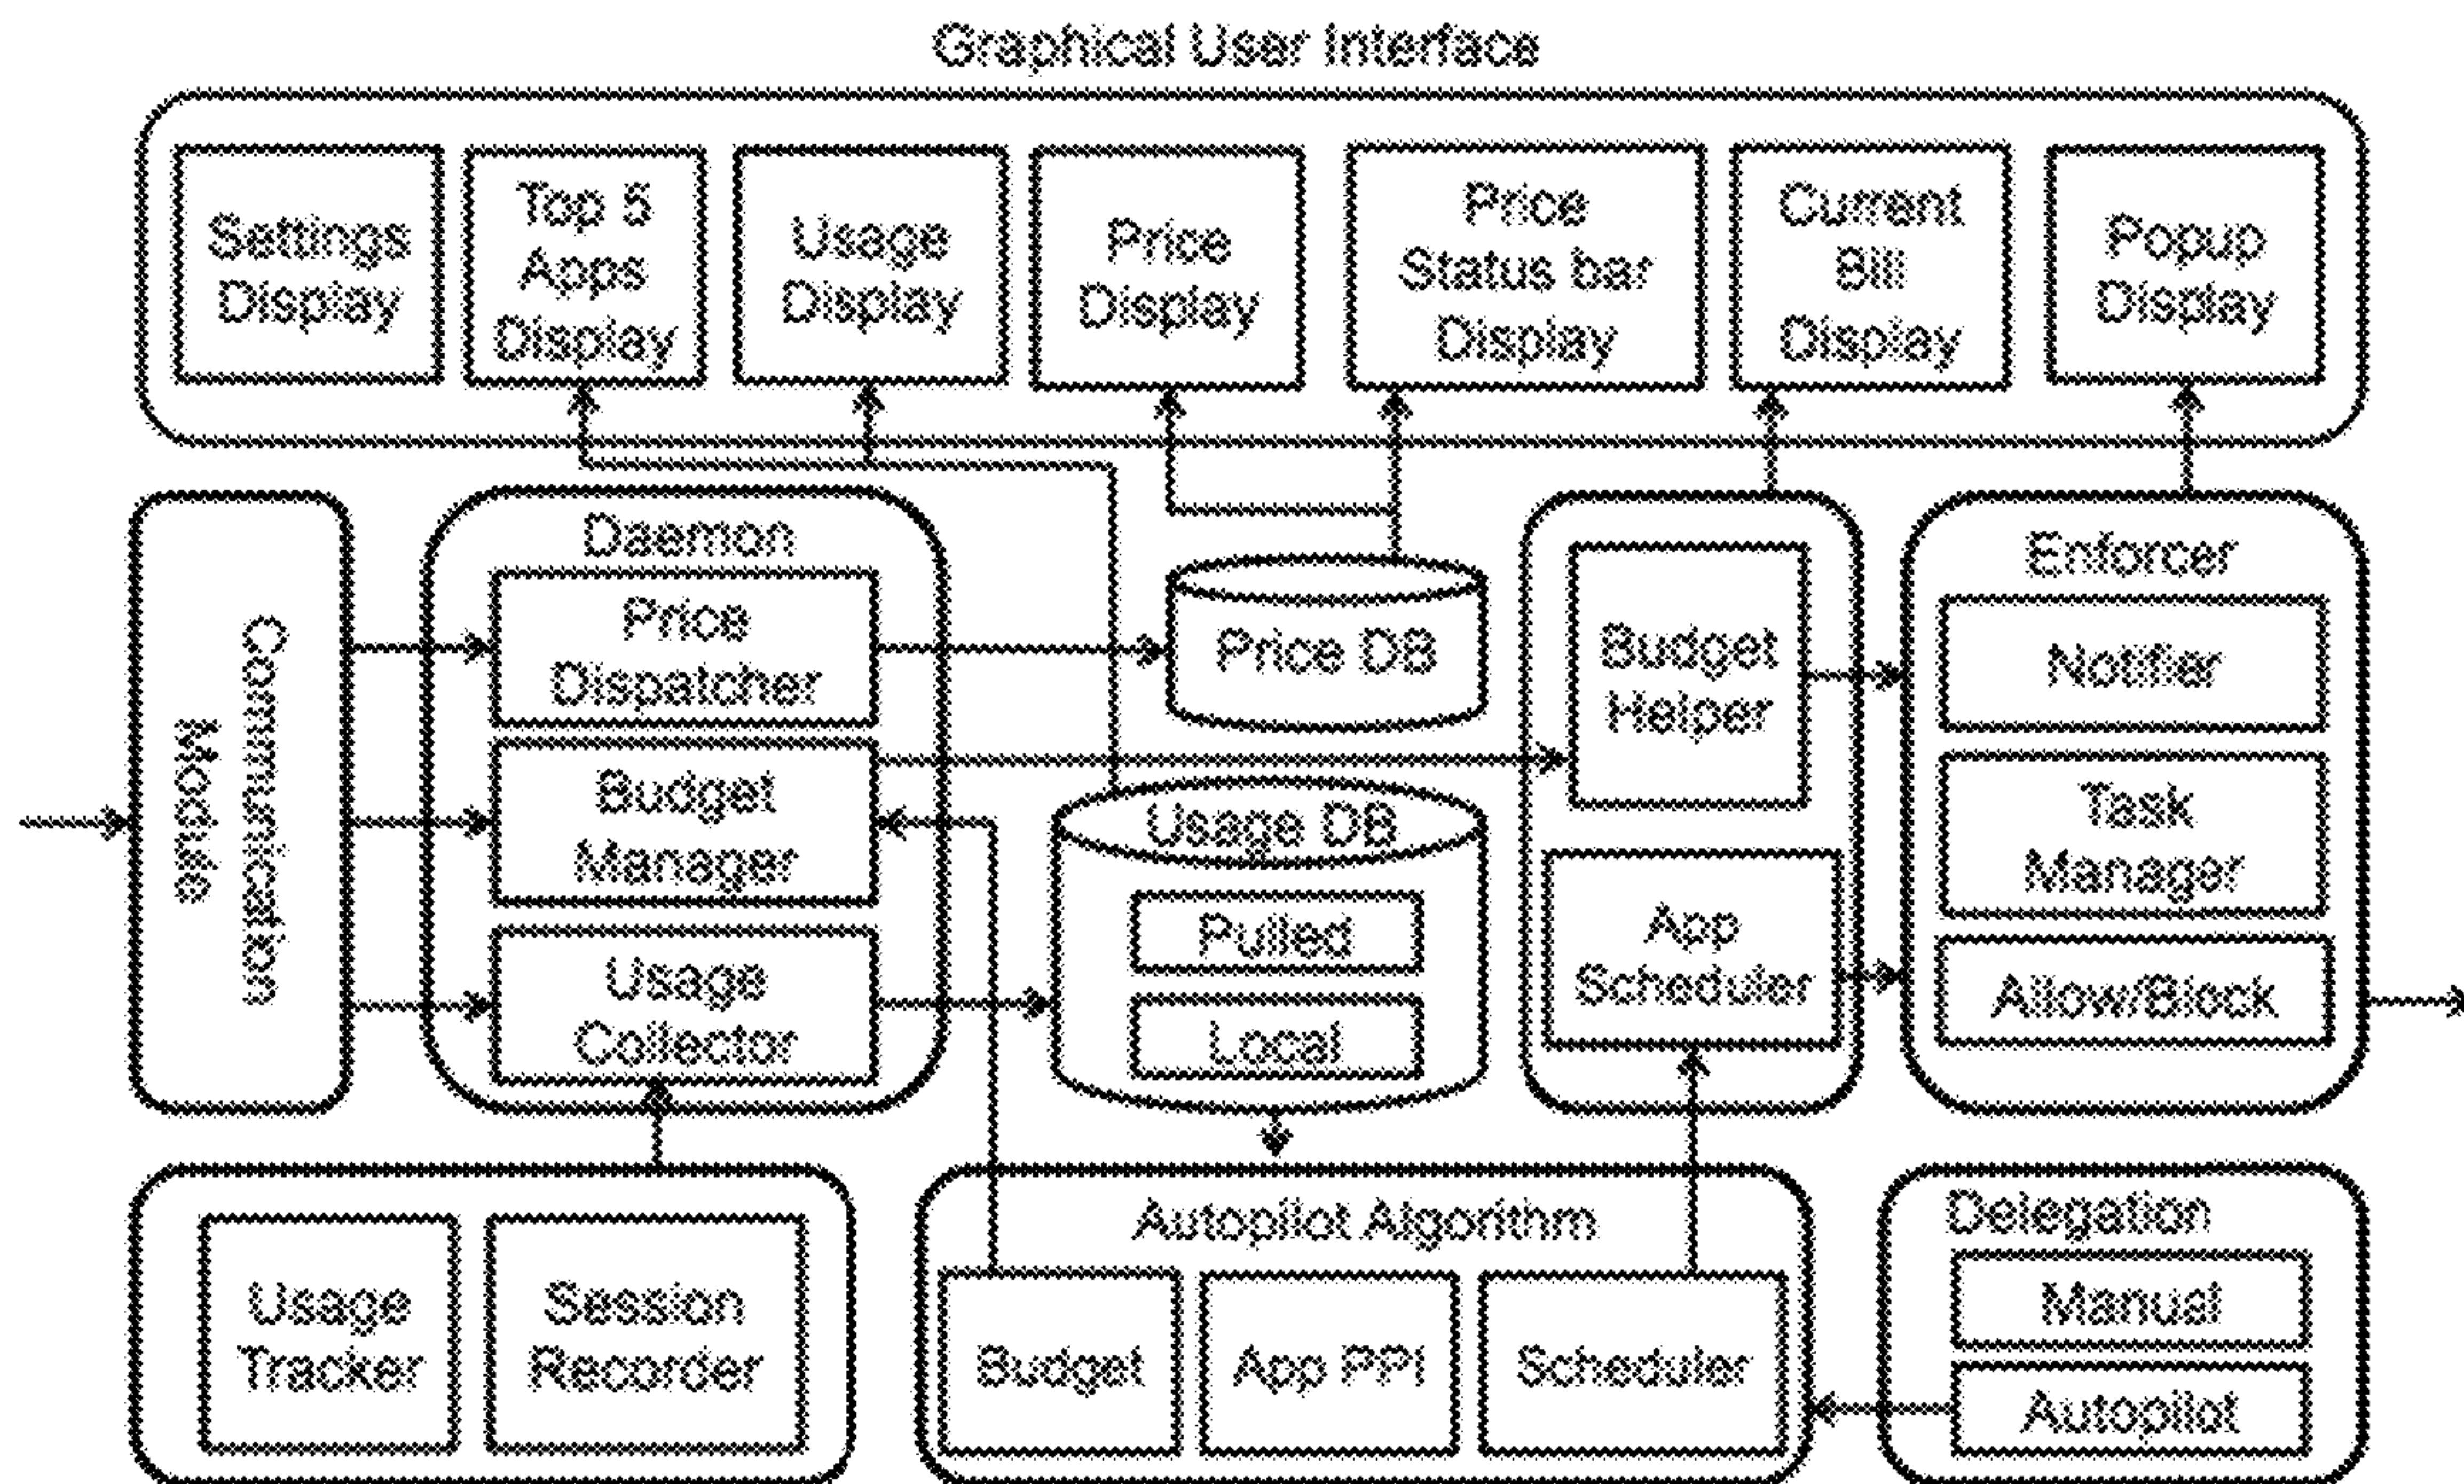 Graphical User Interface
Settings
Display
Top 5
Apps
Display
Usage
Display
Price
Display
Price
Status bar
Display
Current
Bill
Display
Popup
Display
Communication
Module
Daemon
Price
Dispatcher
Budget
Manager
Usage
Collector
Price DB
Usage DB
Pulled
Local
Budget
Helper
App
Scheduler
Enforcer
Notifier
Task
Manager
Allow/Block
Usage
Tracker
Session
Recorder
Autopilot Algorithm
Budget
App PPI
Scheduler
Delegation
Manual
Autopilot